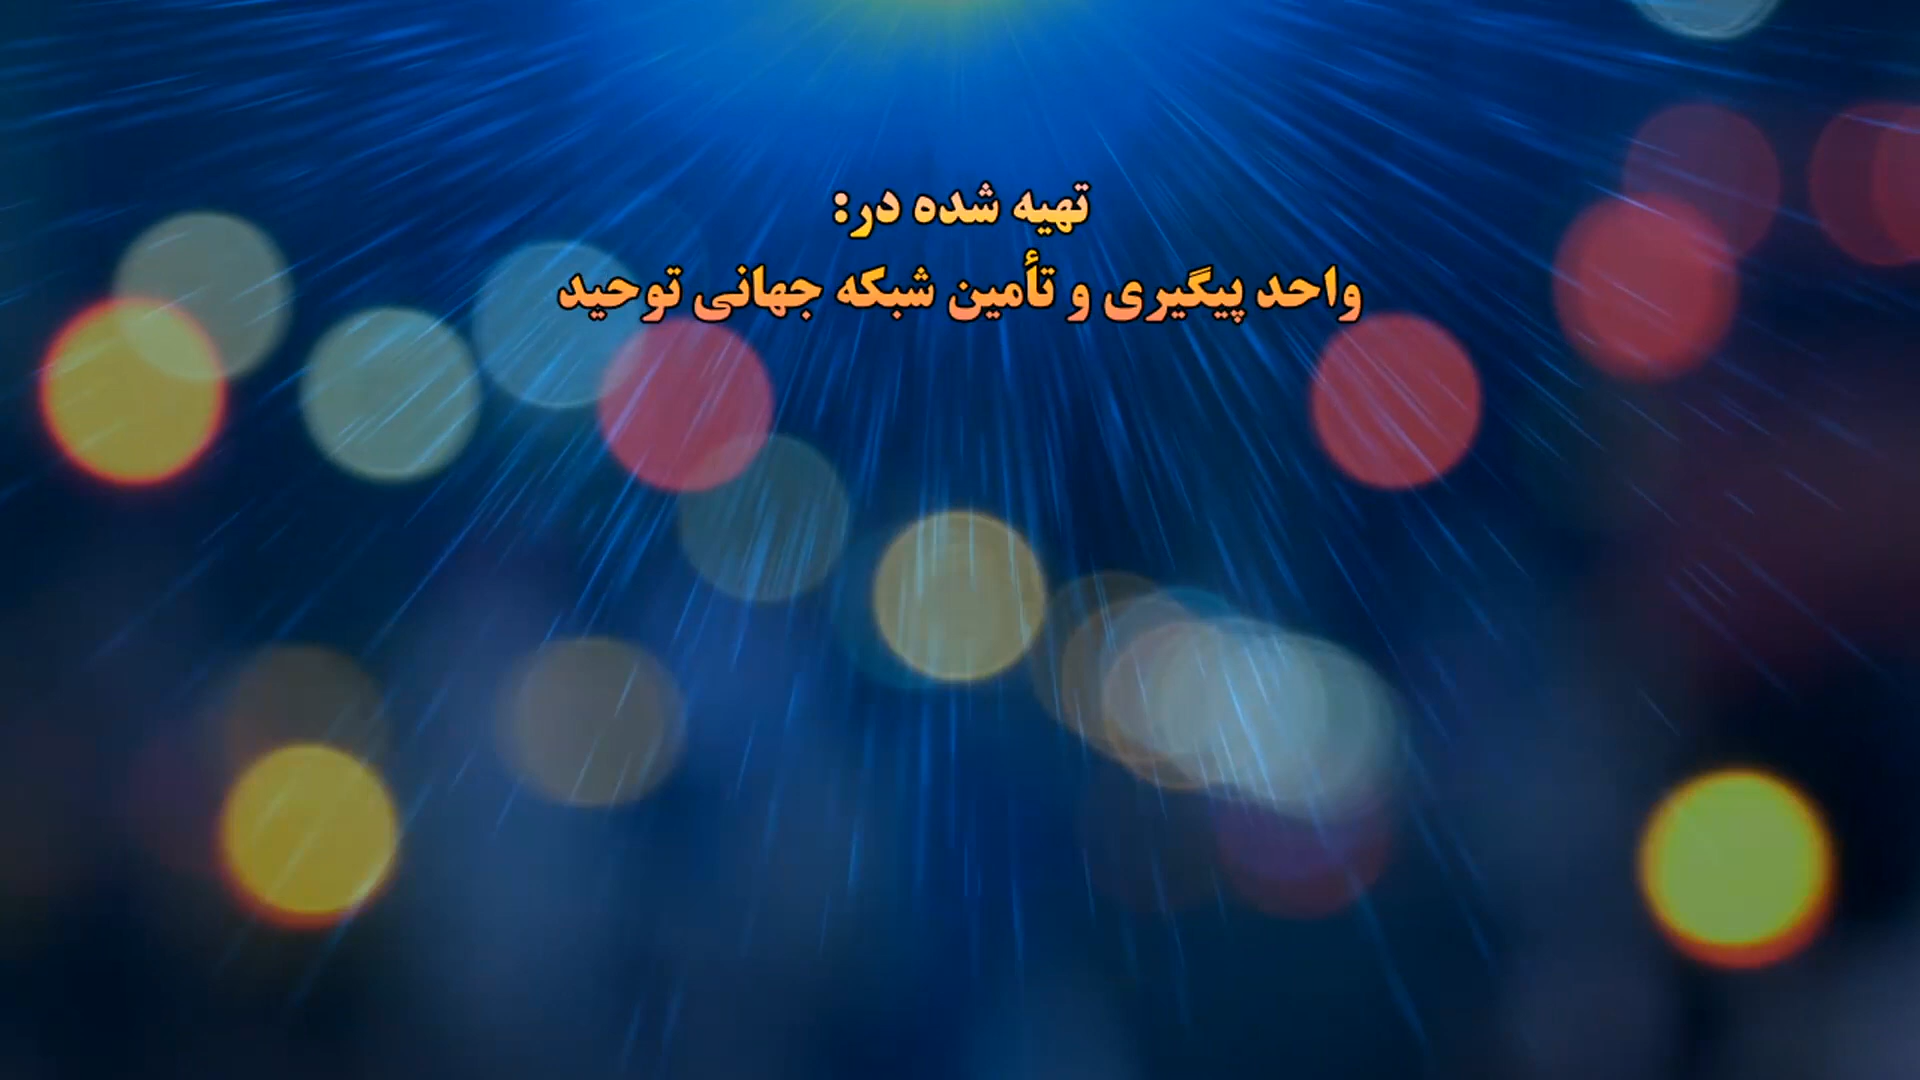 تهیه شده در:
واحد پیگیری و تأمین شبکه جهانی توحید